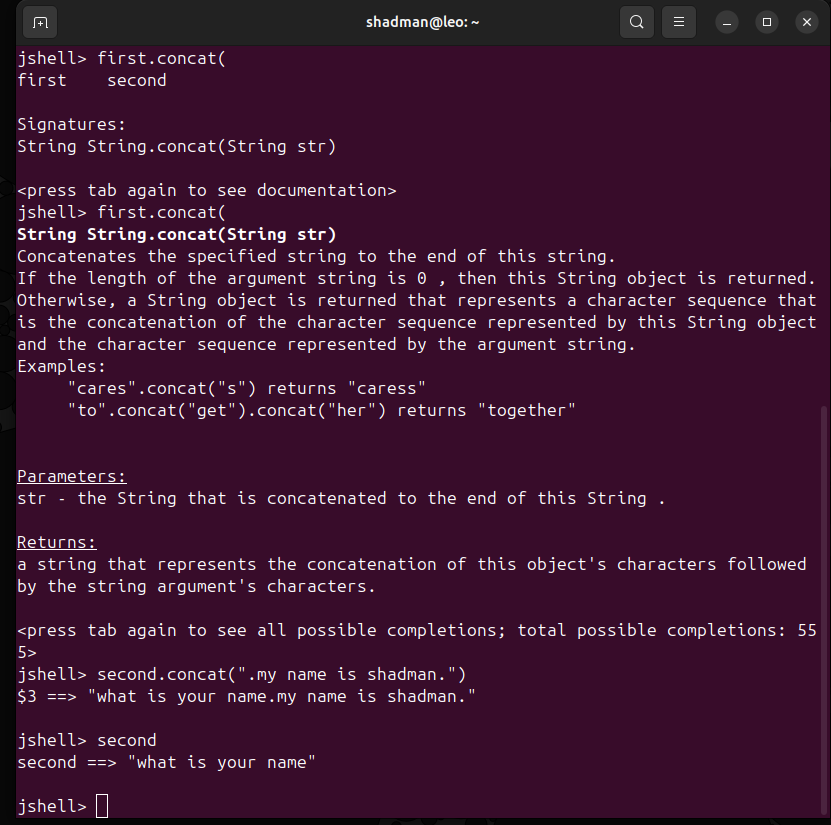 shadman@leo: ~
jshell> first.concat(
first    second
Signatures:
String String.concat(String str)
<press tab again to see documentation>
jshell> first.concat(
String String.concat(String str)
Concatenates the specified string to the end of this string.
If the length of the argument string is 0 , then this String object is returned.
Otherwise, a String object is returned that represents a character sequence that
is the concatenation of the character sequence represented by this String object
and the character sequence represented by the argument string.
Examples:
     "cares".concat("s") returns "caress"
     "to".concat("get").concat("her") returns "together"
Parameters:
str - the String that is concatenated to the end of this String .
Returns:
a string that represents the concatenation of this object's characters followed
by the string argument's characters.
<press tab again to see all possible completions; total possible completions: 55
5>
jshell> second.concat(".my name is shadman.")
$3 ==> "what is your name.my name is shadman."
jshell> second
second ==> "what is your name"
jshell>